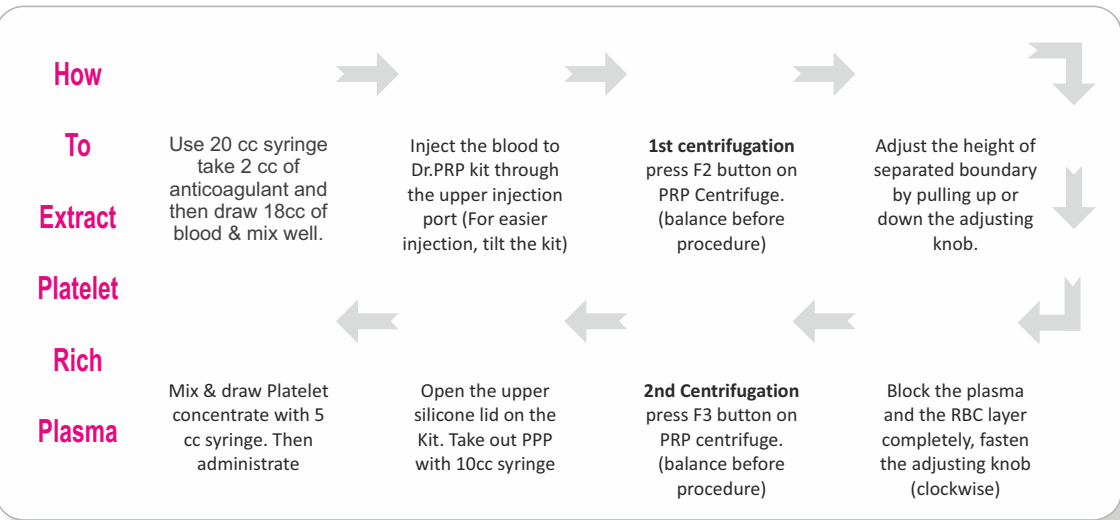 How
To
Extract
Platelet
Rich
Plasma
Use 20 cc syringe
take 2 cc of
anticoagulant and
then draw 18cc of
blood & mix well.
Inject the blood to
Dr.PRP kit through
the upper injection
port (For easier
injection, tilt the kit)
1st centrifugation
press F2 button on
PRP Centrifuge.
(balance before
procedure)
Adjust the height of
separated boundary
by pulling up or
down the adjusting
knob.
Block the plasma
and the RBC layer
completely, fasten
the adjusting knob
(clockwise)
2nd Centrifugation
press F3 button on
PRP centrifuge.
(balance before
procedure)
Open the upper
silicone lid on the
Kit. Take out PPP
with 10cc syringe
Mix & draw Platelet
concentrate with 5
cc syringe. Then
administrate